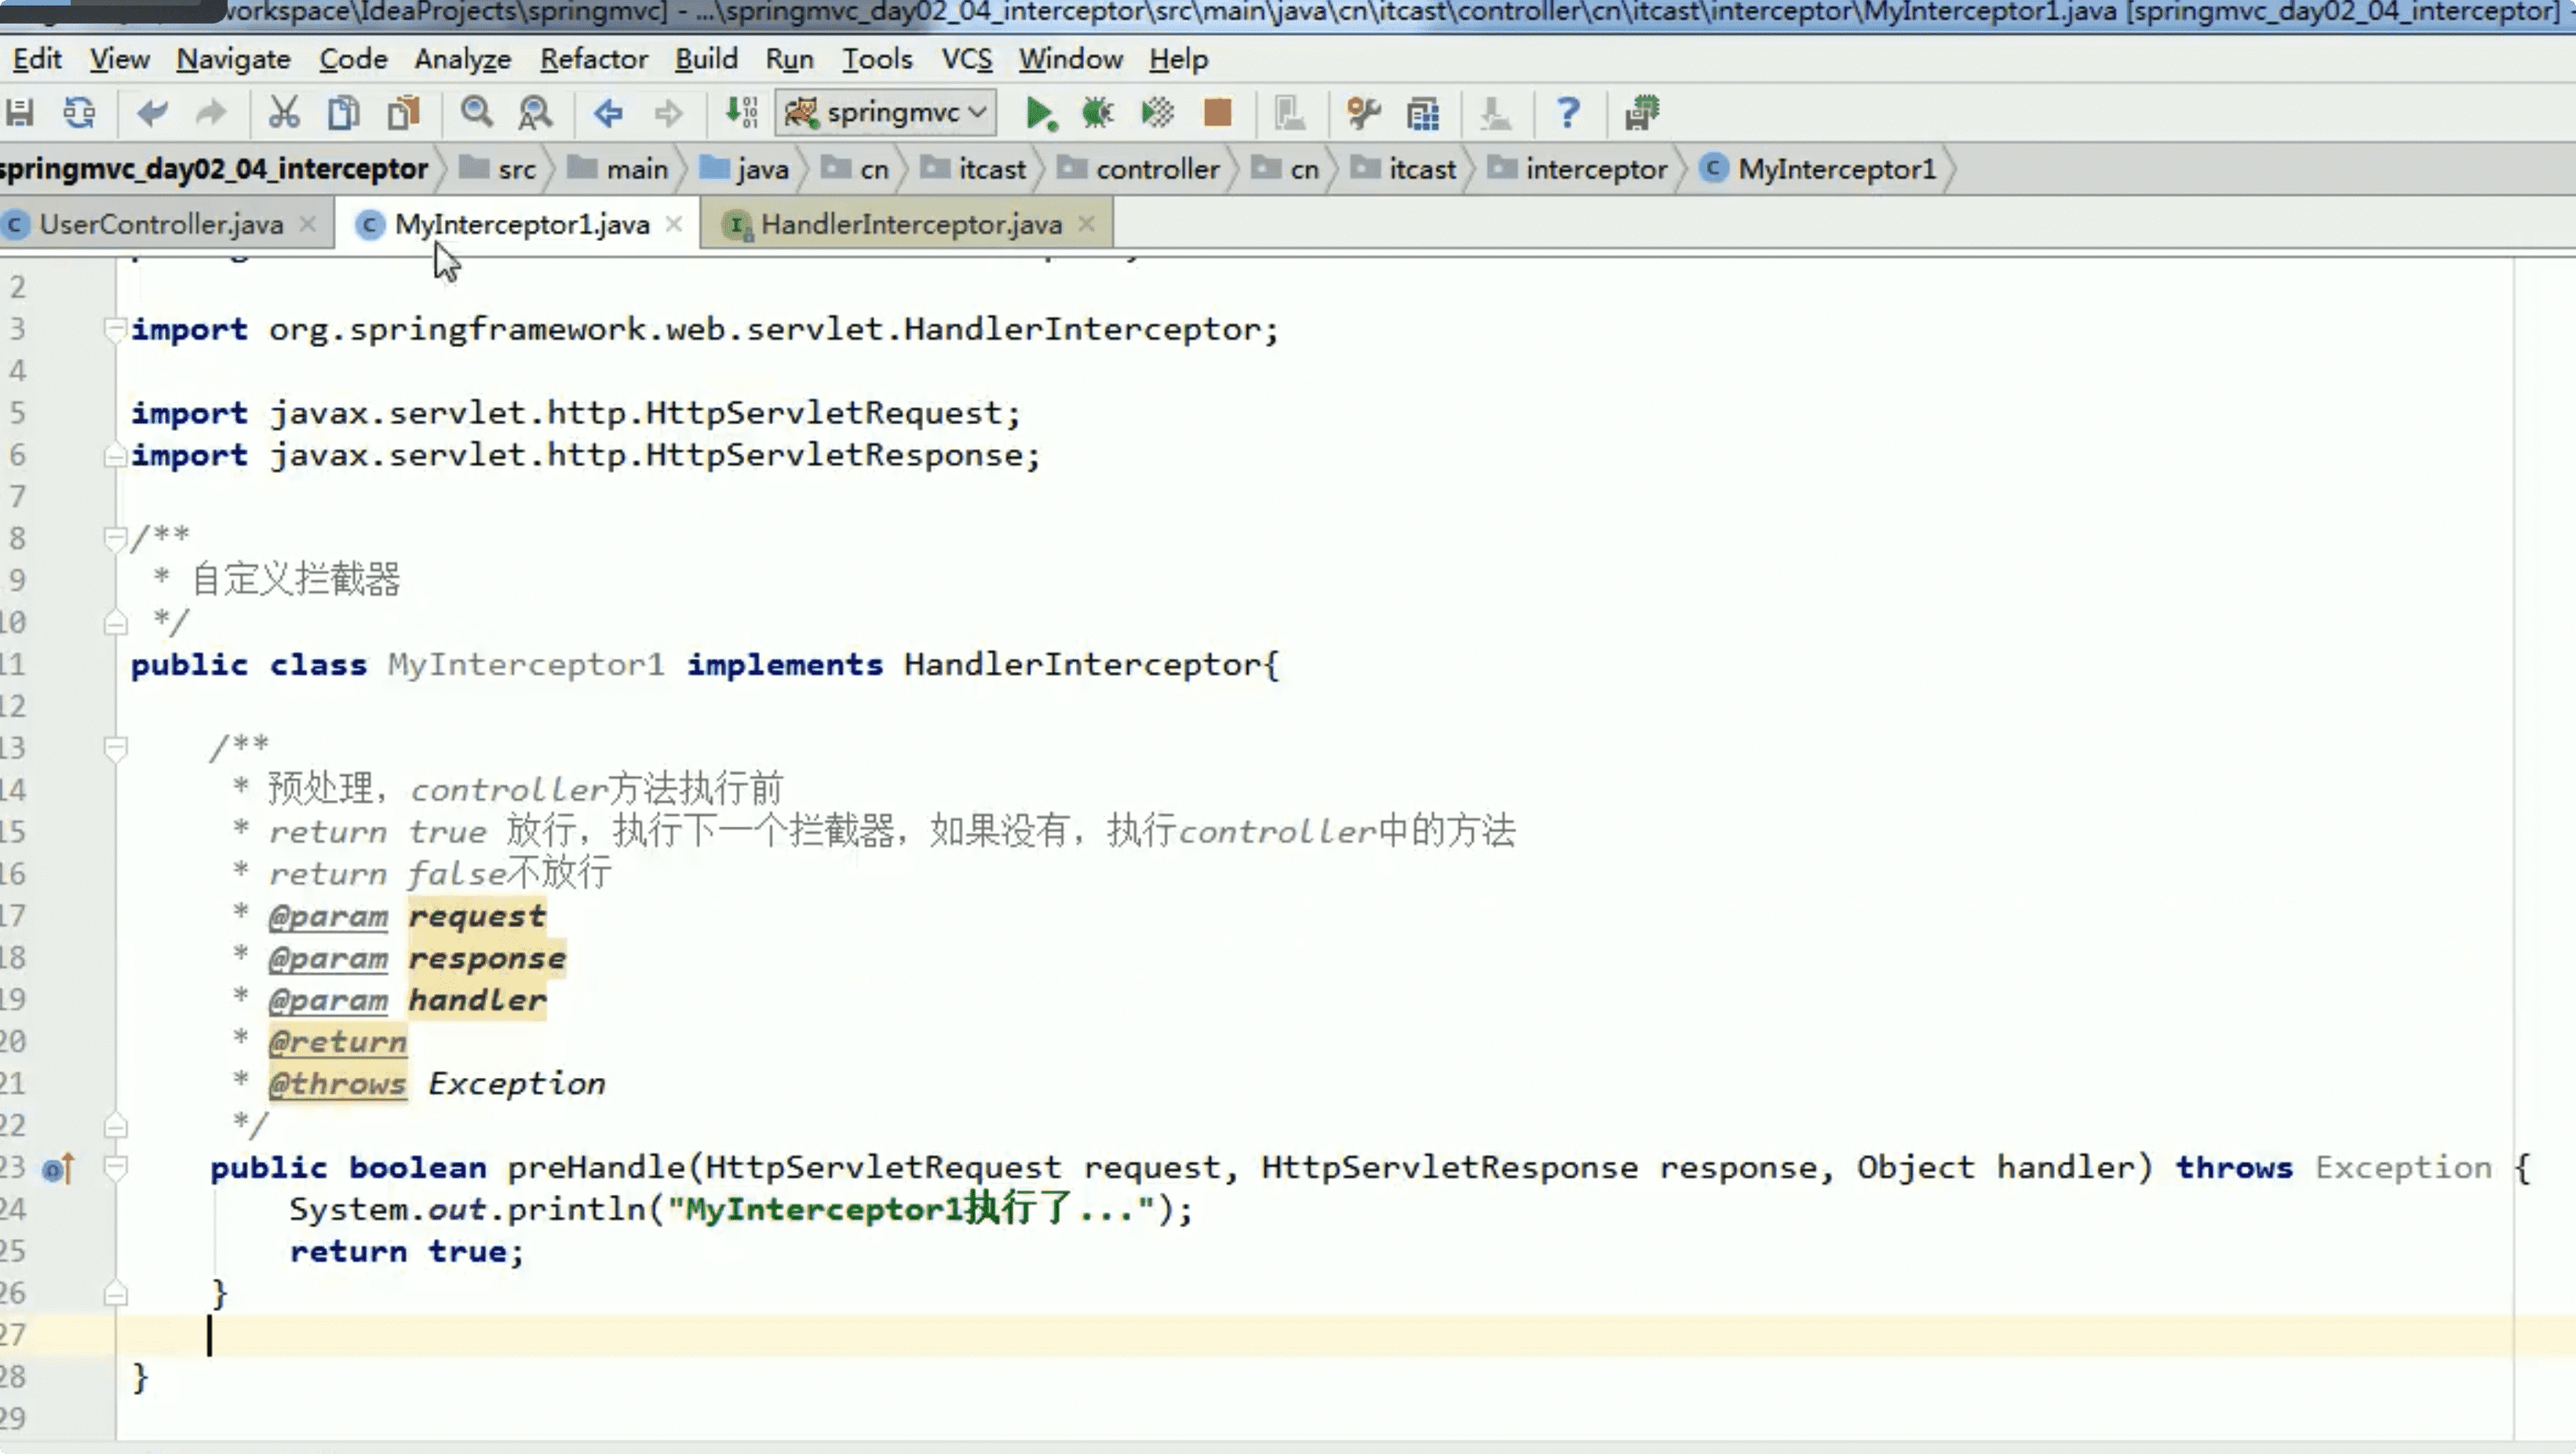 workspace\IdeaProjects\springmvc] - ...\springmvc_day02_04_interceptor\src\main\java\cn\itcast\controller\cn\itcast\interceptor\MyInterceptor1.java [springmvc_day02_04_interceptor] -
Edit View Navigate Code Analyze Refactor Build Run Tools VCS Window Help
springmvc
springmvc_day02_04_interceptor src main java cn itcast controller cn itcast interceptor MyInterceptor1
UserController.java MyInterceptor1.java HandlerInterceptor.java
2
3 import org.springframework.web.servlet.HandlerInterceptor;
4
5 import javax.servlet.http.HttpServletRequest;
6 import javax.servlet.http.HttpServletResponse;
7
8 /**
9 * 自定义拦截器
10 */
11 public class MyInterceptor1 implements HandlerInterceptor{
12
13 /**
14 * 预处理，controller方法执行前
15 * return true 放行，执行下一个拦截器，如果没有，执行controller中的方法
16 * return false不放行
17 * @param request
18 * @param response
19 * @param handler
20 * @return
21 * @throws Exception
22 */
23 public boolean preHandle(HttpServletRequest request, HttpServletResponse response, Object handler) throws Exception {
24 System.out.println("MyInterceptor1执行了...");
25 return true;
26 }
27
28 }
29